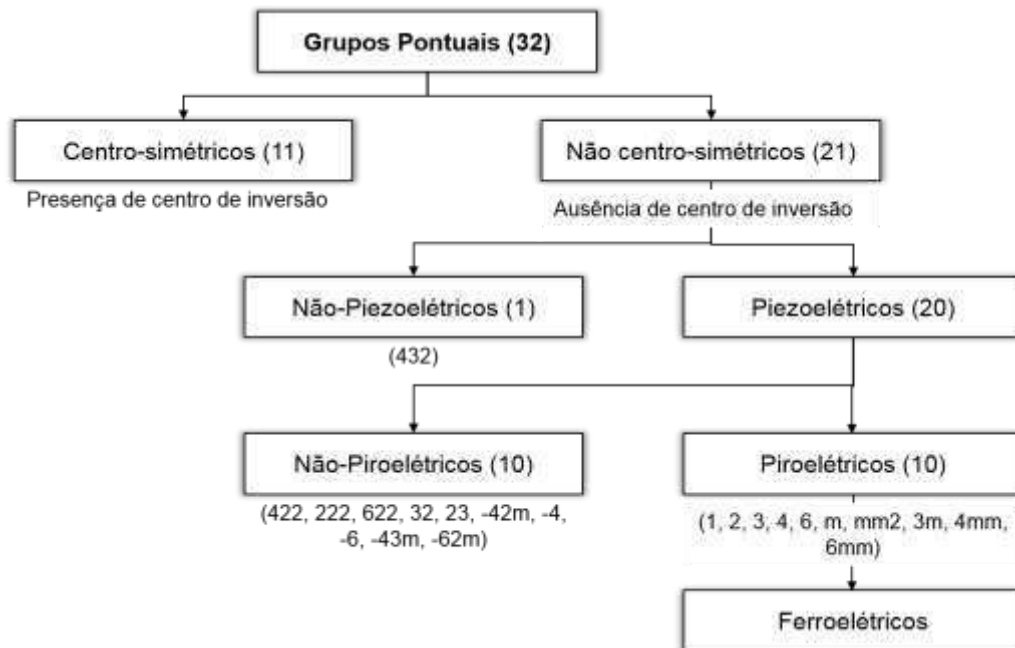 Grupos Pontuais (32)
Centro-simétricos (11)
Não centro-simétricos (21)
Presença de centro de inversão
Ausência de centro de inversão
Não-Piezoelétricos (1)
Piezoelétricos (20)
(432)
Não-Piroelétricos (10)
Piroelétricos (10)
(422, 222, 622, 32, 23, -42m, -4,
-6, -43m, -62m)
(1, 2, 3, 4, 6, m, mm2, 3m, 4mm,
6mm)
Ferroelétricos